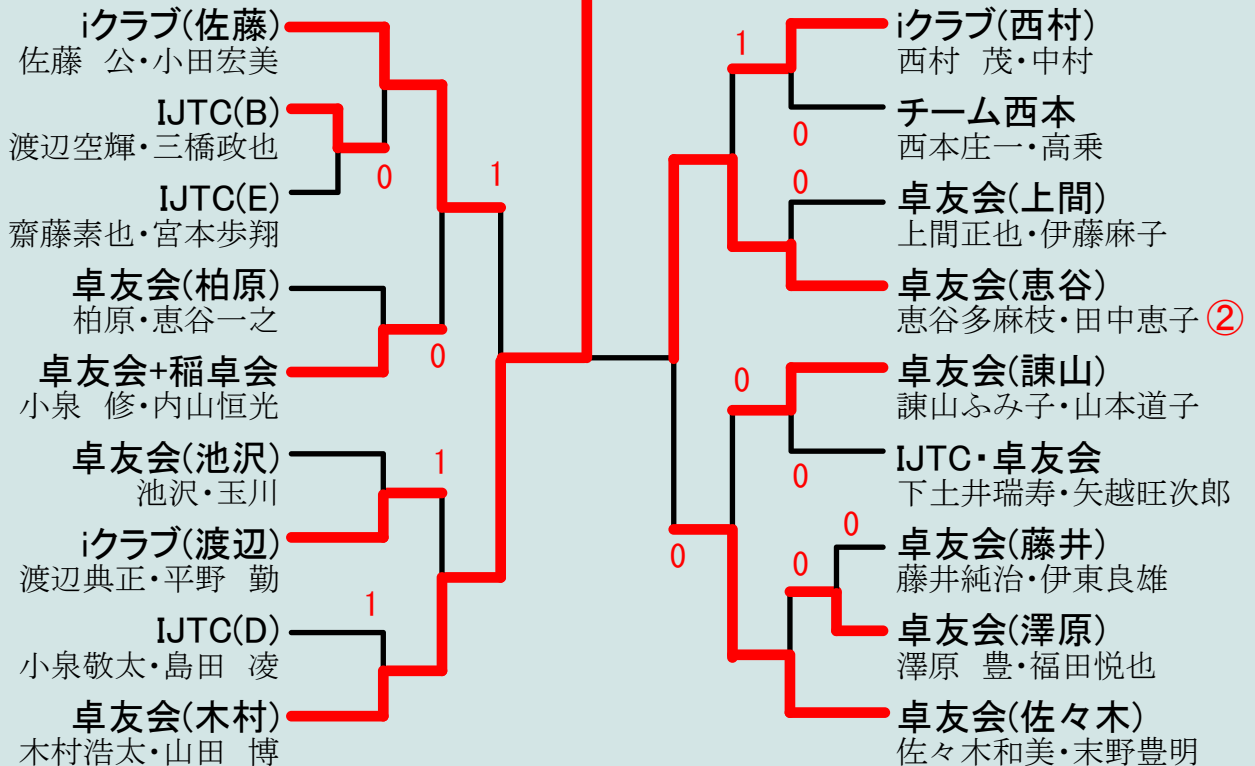 iクラブ(佐藤)
佐藤　公・小田宏美
IJTC(B)
渡辺空輝・三橋政也
0
IJTC(E)
齋藤素也・宮本歩翔
1
卓友会(柏原)
柏原・恵谷一之
0
卓友会+稲卓会
小泉　修・内山恒光
卓友会(池沢)
池沢・玉川
1
iクラブ(渡辺)
渡辺典正・平野　勤
1
IJTC(D)
小泉敬太・島田　凌
卓友会(木村)
木村浩太・山田　博
iクラブ(西村)
西村　茂・中村
1
チーム西本
西本庄一・高乗
0
0
卓友会(上間)
上間正也・伊藤麻子
卓友会(恵谷)
恵谷多麻枝・田中恵子 ②
卓友会(諌山)
諌山ふみ子・山本道子
0
IJTC・卓友会
下土井瑞寿・矢越旺次郎
0
0
卓友会(藤井)
藤井純治・伊東良雄
0
0
卓友会(澤原)
澤原　豊・福田悦也
卓友会(佐々木)
佐々木和美・末野豊明